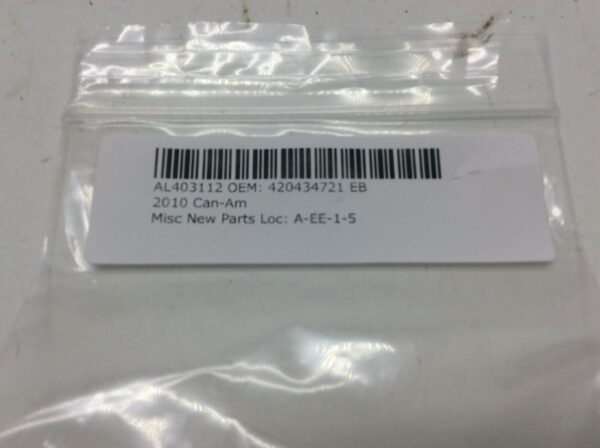 AL403112 OEM: 420434721 EB
2010 Can-Am
Misc New Parts Loc: A-EE-1-5